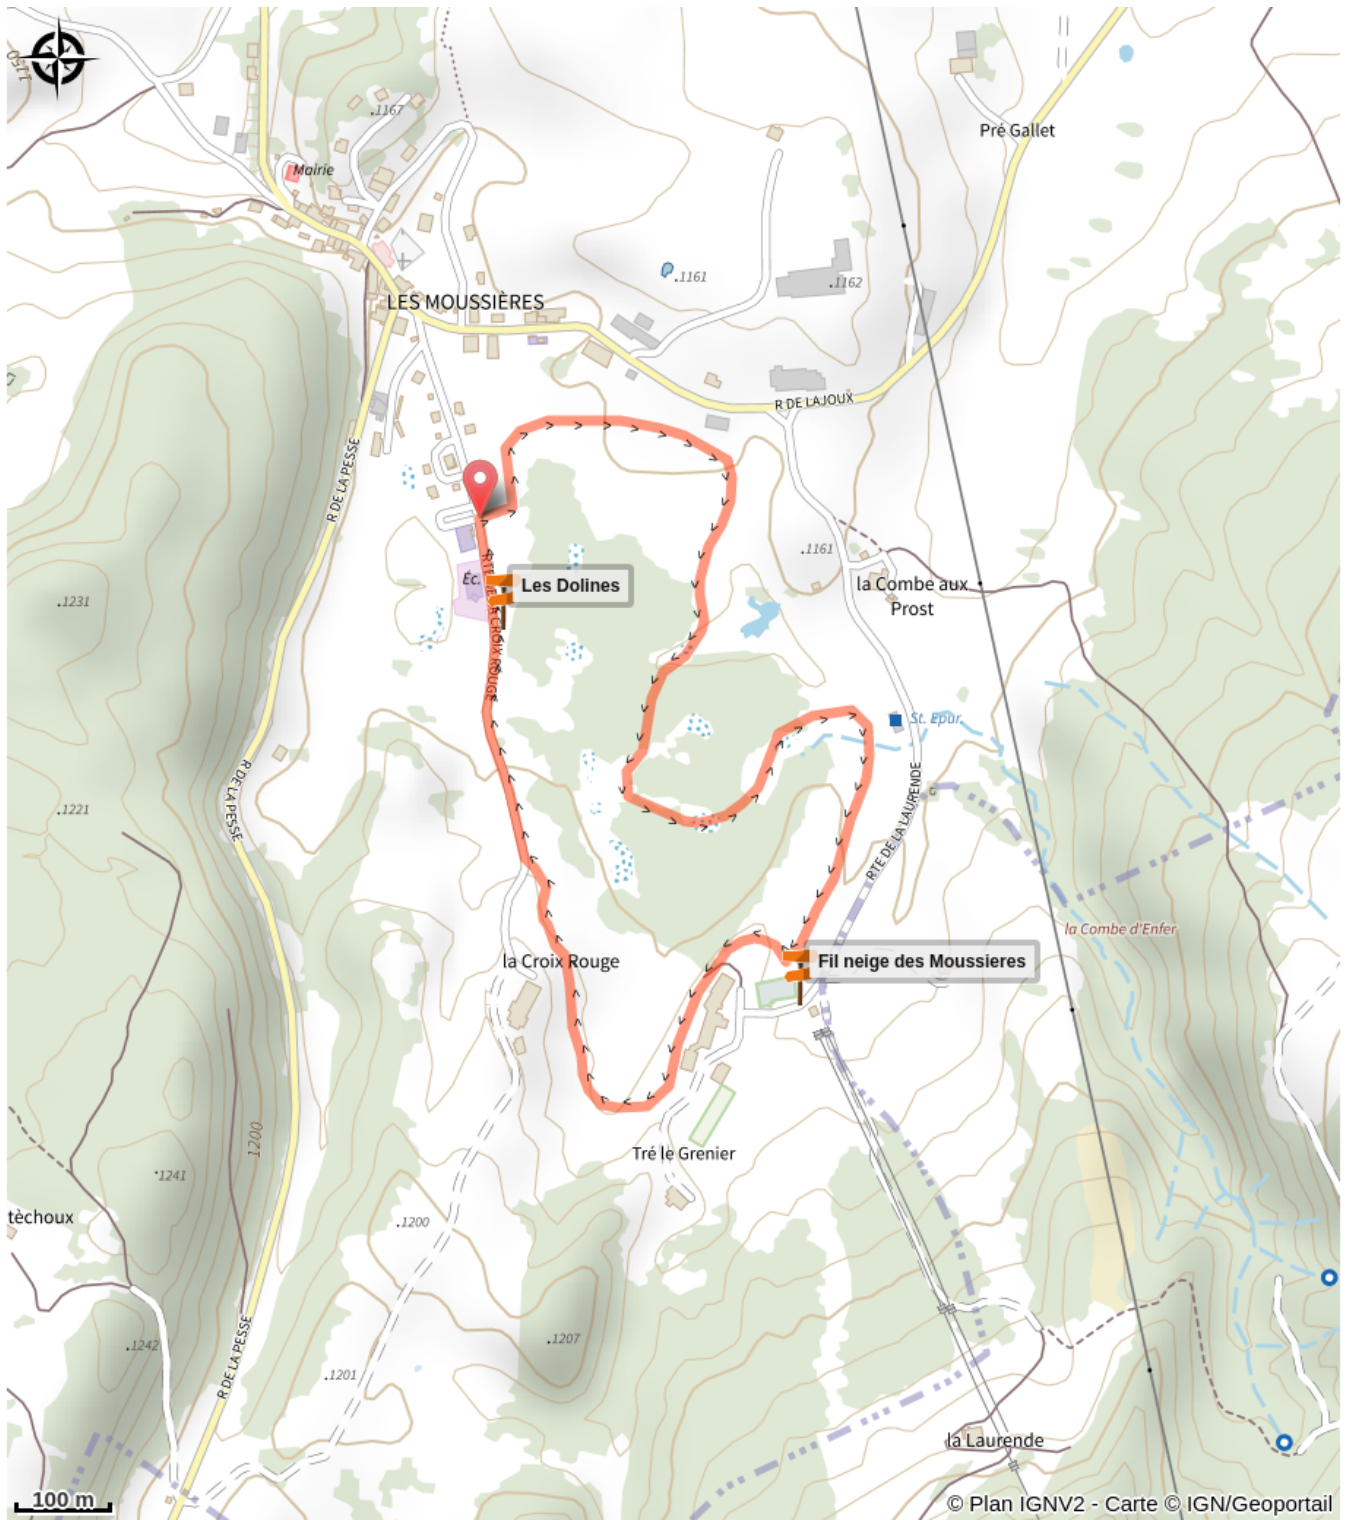 1150
.1167
Mairie
Pré Gallet
.1161
.1162
LES MOUSSIÈRES
R DE LAJOUX
R DE LA PESSE
.1161
Éc.
Les Dolines
RTE DE LA CROIX ROUGE
la Combe aux
Prost
.1231
St. Epur.
R DE LA PESSE
.1221
RTE DE LA LAURENDE
la Combe d'Enfer
la Croix Rouge
Fil neige des Moussieres
1200
Tré le Grenier
.1241
tèchoux
.1200
.1207
.1242
.1201
R DE LA PESSE
la Laurende
100 m
© Plan IGNV2 - Carte © IGN/Geoportail